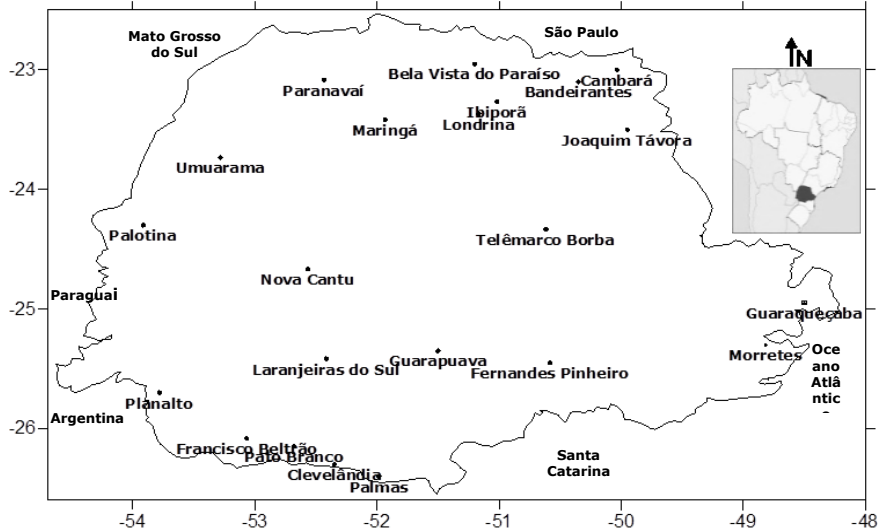 Mato Grosso
do Sul
São Paulo
N
-23
Bela Vista do Paraíso
Cambará
Paranavaí
Bandeirantes
Ibiporã
Londrina
Maringá
Joaquim Távora
Umuarama
-24
Palotina
Telêmarco Borba
Nova Cantu
Paraguai
-25
Guaraqueçaba
Morretes
Oce
ano
Atlâ
ntic
Guarapuava
Laranjeiras do Sul
Fernandes Pinheiro
Planalto
Argentina
-26
Francisco Beltrão
Pato Branco
Clevelândia
Palmas
Santa
Catarina
-54
-53
-52
-51
-50
-49
-48